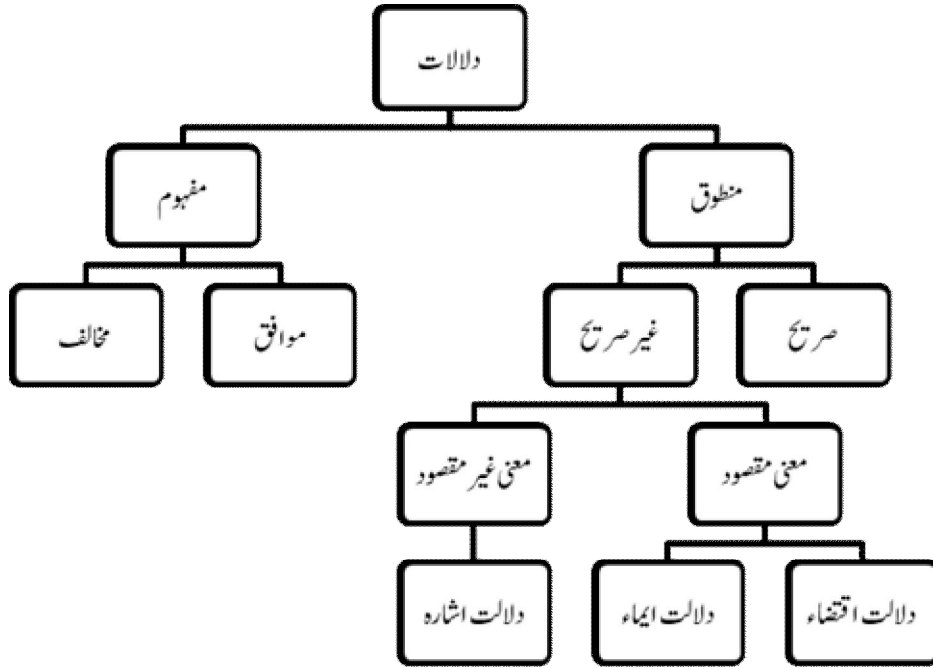 دلالات
منطوق
مفہوم
صریح
غیر صریح
موافق
مخالف
معنی مقصود
معنی غیر مقصود
دلالت اقتضاء
دلالت ایماء
دلالت اشارہ